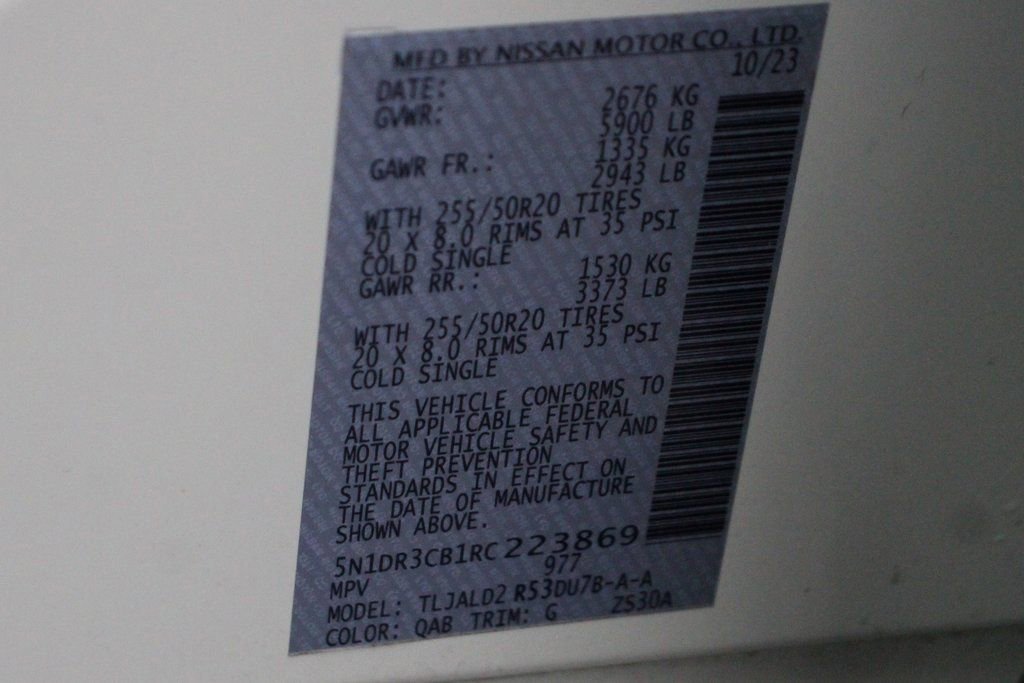 MFD BY NISSAN MOTOR CO., LTD.
DATE: 10/23
GVWR: 2676 KG
5900 LB
GAWR FR.: 1335 KG
2943 LB
WITH 255/50R20 TIRES
20 X 8.0 RIMS AT 35 PSI
COLD SINGLE
GAWR RR.: 1530 KG
3373 LB
WITH 255/50R20 TIRES
20 X 8.0 RIMS AT 35 PSI
COLD SINGLE
THIS VEHICLE CONFORMS TO
ALL APPLICABLE FEDERAL
MOTOR VEHICLE SAFETY AND
THEFT PREVENTION
STANDARDS IN EFFECT ON
THE DATE OF MANUFACTURE
SHOWN ABOVE.
5N1DR3CB1RC223869
MPV 977
MODEL: TLJALD2 R53DU7B-A-A
COLOR: QAB TRIM: G ZS30A